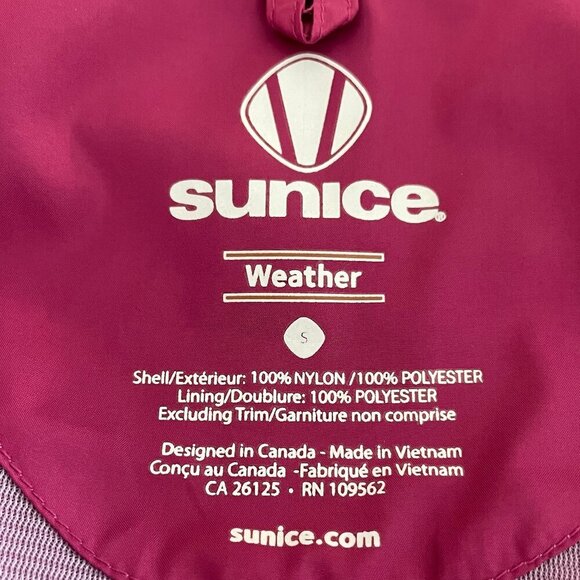 sunice®
Weather
S
Shell/Extérieur: 100% NYLON /100% POLYESTER
Lining/Doublure: 100% POLYESTER
Excluding Trim/Garniture non comprise
Designed in Canada - Made in Vietnam
Conçu au Canada -Fabriqué en Vietnam
CA 26125 • RN 109562
sunice.com